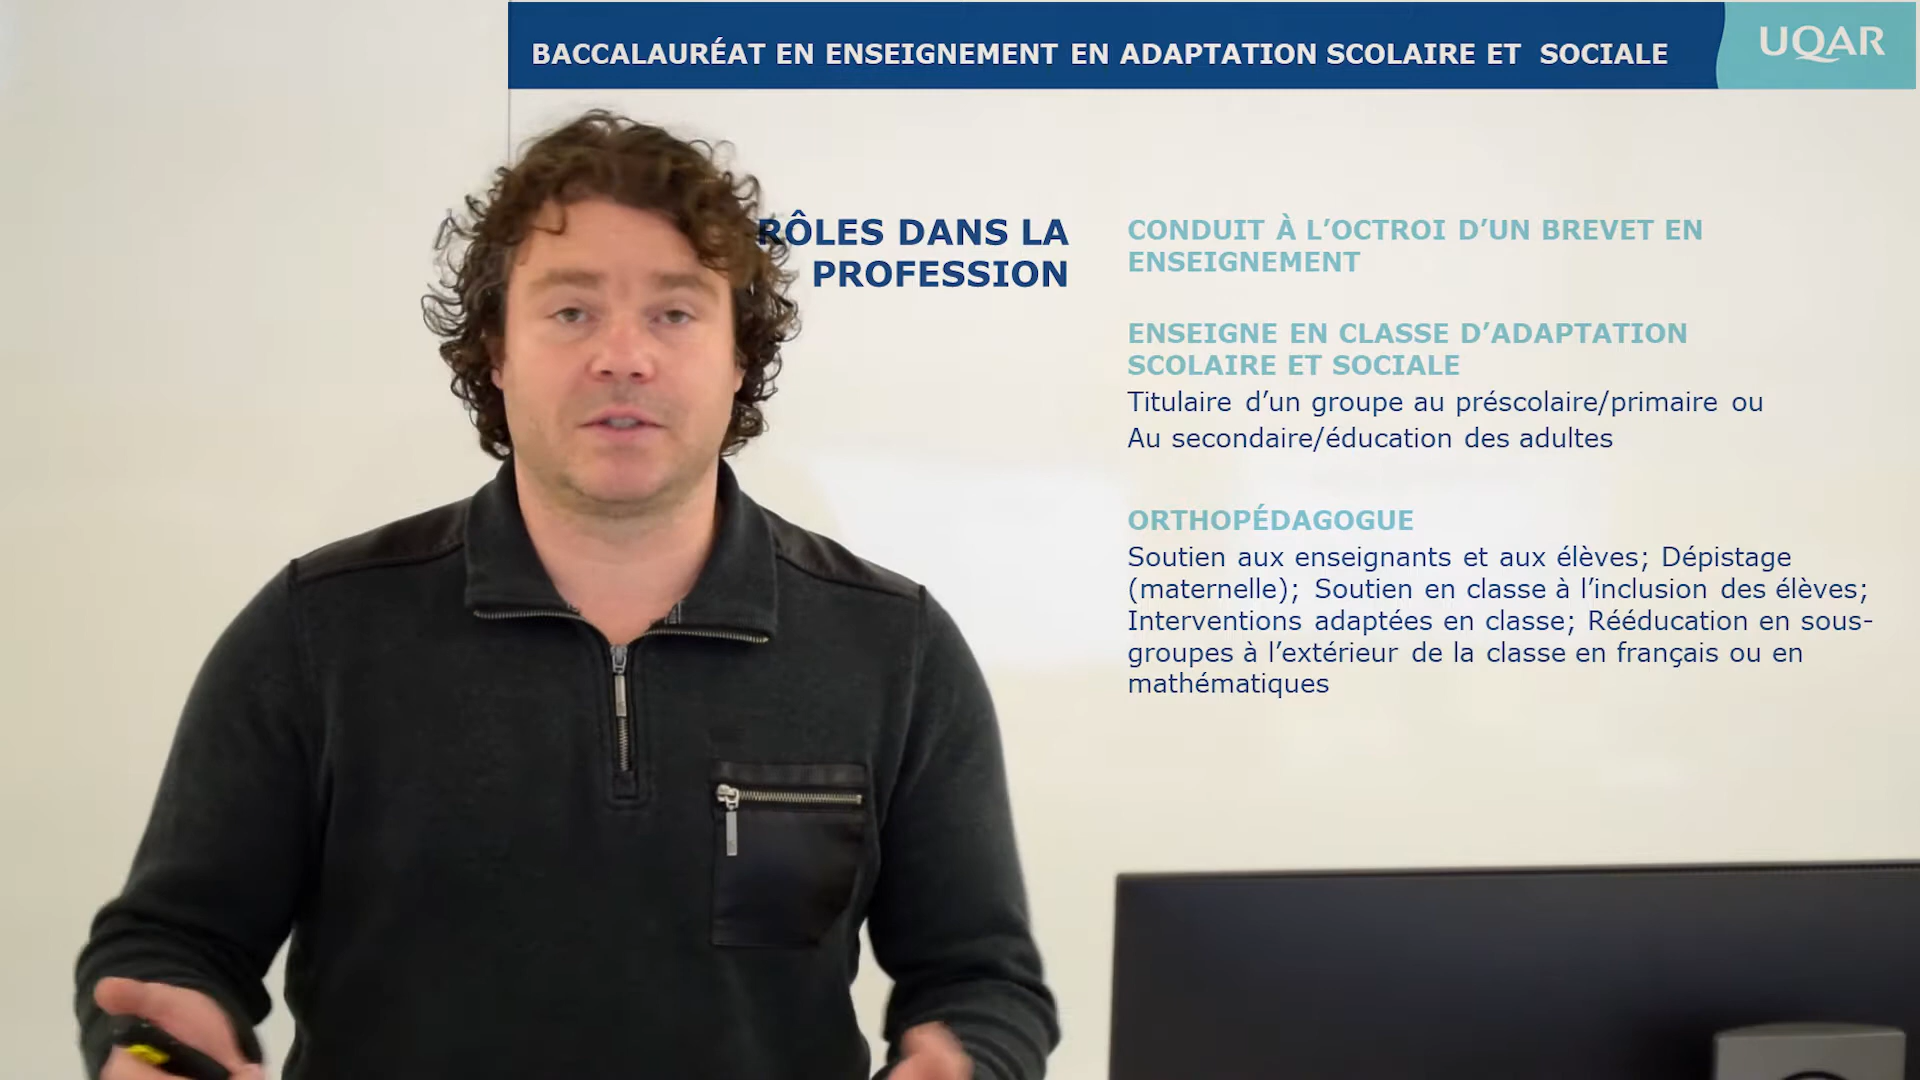 BACCALAURÉAT EN ENSEIGNEMENT EN ADAPTATION SCOLAIRE ET SOCIALE
UQAR
RÔLES DANS LA
PROFESSION
CONDUIT À L’OCTROI D’UN BREVET EN
ENSEIGNEMENT
ENSEIGNE EN CLASSE D’ADAPTATION
SCOLAIRE ET SOCIALE
Titulaire d’un groupe au préscolaire/primaire ou
Au secondaire/éducation des adultes
ORTHOPÉDAGOGUE
Soutien aux enseignants et aux élèves; Dépistage
(maternelle); Soutien en classe à l’inclusion des élèves;
Interventions adaptées en classe; Rééducation en sous-
groupes à l’extérieur de la classe en français ou en
mathématiques